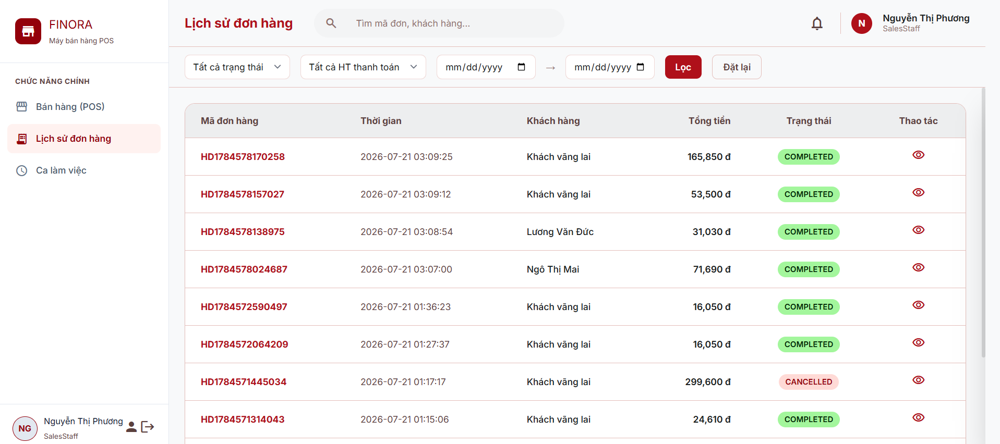 FINORA
Máy bán hàng POS
CHỨC NĂNG CHÍNH
Bán hàng (POS)
Lịch sử đơn hàng
Ca làm việc
NG
Nguyễn Thị Phương
SalesStaff
Lịch sử đơn hàng
Tìm mã đơn, khách hàng...
N
Nguyễn Thị Phương
SalesStaff
Tất cả trạng thái
Tất cả HT thanh toán
mm/dd/yyyy
→
mm/dd/yyyy
Lọc
Đặt lại
Mã đơn hàng Thời gian Khách hàng Tổng tiền Trạng thái Thao tác
HD1784578170258 2026-07-21 03:09:25 Khách vãng lai 165,850 đ COMPLETED
HD1784578157027 2026-07-21 03:09:12 Khách vãng lai 53,500 đ COMPLETED
HD1784578138975 2026-07-21 03:08:54 Lương Văn Đức 31,030 đ COMPLETED
HD1784578024687 2026-07-21 03:07:00 Ngô Thị Mai 71,690 đ COMPLETED
HD1784572590497 2026-07-21 01:36:23 Khách vãng lai 16,050 đ COMPLETED
HD1784572064209 2026-07-21 01:27:37 Khách vãng lai 16,050 đ COMPLETED
HD1784571445034 2026-07-21 01:17:17 Khách vãng lai 299,600 đ CANCELLED
HD1784571314043 2026-07-21 01:15:06 Khách vãng lai 24,610 đ COMPLETED